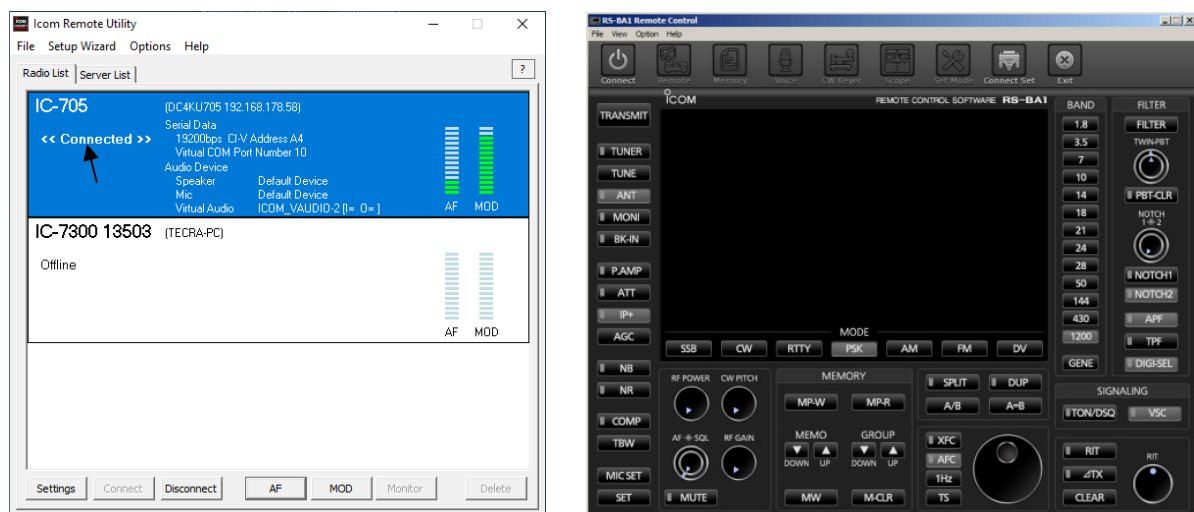 Icom Remote Utility
File Setup Wizard Options Help
Radio List Server List ?
IC-705 (DC4KU705 192.168.178.58)
Serial Data
<< Connected >> 19200bps CI-V Address A4
Virtual COM Port Number 10
Audio Device
Speaker Default Device
Mic Default Device
Virtual Audio ICOM_VAUDIO-2 [I= O= ] AF MOD
IC-7300 13503 (TECRA-PC)
Offline
AF MOD
Settings Connect Disconnect AF MOD Monitor Delete
RS-BA1 Remote Control
File View Option Help
Connect Remote Memory Voice CW Keyer Scope Set Mode Connect Set Exit
ICOM REMOTE CONTROL SOFTWARE RS-BA1
TRANSMIT
TUNER
TUNE
ANT
MONI
BK-IN
P.AMP
ATT
IP+
AGC
NB
NR
COMP
TBW
MIC SET
SET
MODE
SSB CW RTTY PSK AM FM DV
RF POWER CW PITCH
AF SQL RF GAIN
MUTE
MEMORY
MP-W MP-R
MEMO GROUP
DOWN UP DOWN UP
MW M-CLR
SPLIT DUP
A/B A=B
XFC
AFC
1Hz
TS
BAND
1.8
3.5
7
10
14
18
21
24
28
50
144
430
1200
GENE
FILTER
FILTER
TWIN-PBT
PBT-CLR
NOTCH
1-2
NOTCH1
NOTCH2
APF
TPF
DIGI-SEL
SIGNALING
TON/DSQ VSC
RIT RIT
⊿TX
CLEAR